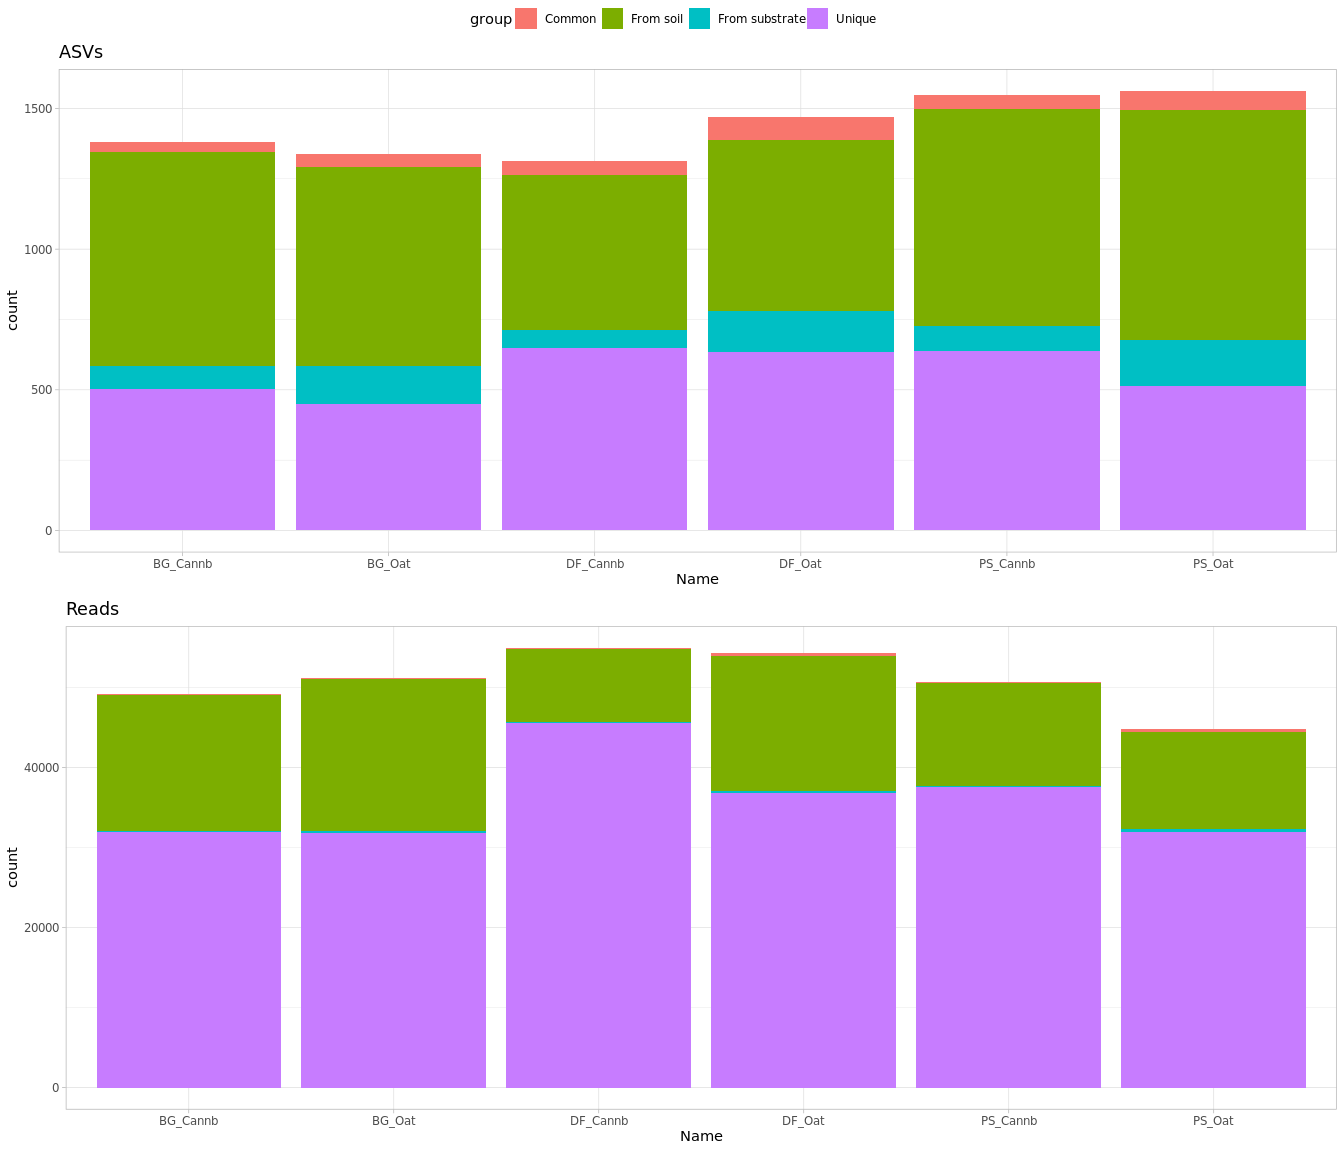 group Common From soil From substrate Unique
ASVs
1500
1000
500
0
count
BG_Cannb BG_Oat DF_Cannb DF_Oat PS_Cannb PS_Oat
Name
Reads
40000
20000
0
count
BG_Cannb BG_Oat DF_Cannb DF_Oat PS_Cannb PS_Oat
Name